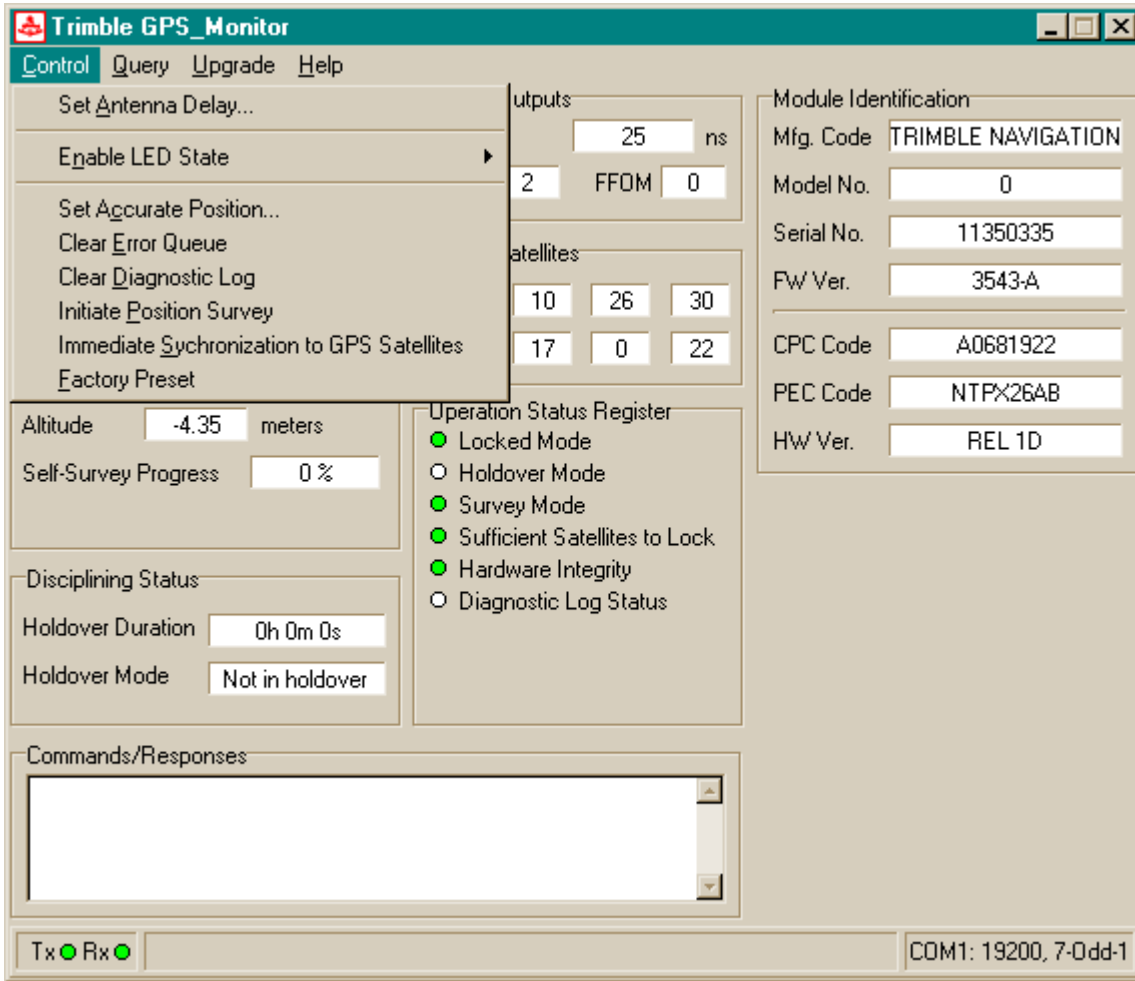 Trimble GPS_Monitor
Control Query Upgrade Help
Set Antenna Delay...
Enable LED State
Set Accurate Position...
Clear Error Queue
Clear Diagnostic Log
Initiate Position Survey
Immediate Sychronization to GPS Satellites
Factory Preset
utputs
25 ns
2 FFOM 0
atellites
10 26 30
17 0 22
Altitude -4.35 meters
Self-Survey Progress 0 %
Disciplining Status
Holdover Duration 0h 0m 0s
Holdover Mode Not in holdover
Operation Status Register
Locked Mode
Holdover Mode
Survey Mode
Sufficient Satellites to Lock
Hardware Integrity
Diagnostic Log Status
Module Identification
Mfg. Code TRIMBLE NAVIGATION
Model No. 0
Serial No. 11350335
FW Ver. 3543-A
CPC Code A0681922
PEC Code NTPX26AB
HW Ver. REL 1D
Commands/Responses
Tx Rx COM1: 19200, 7-Odd-1